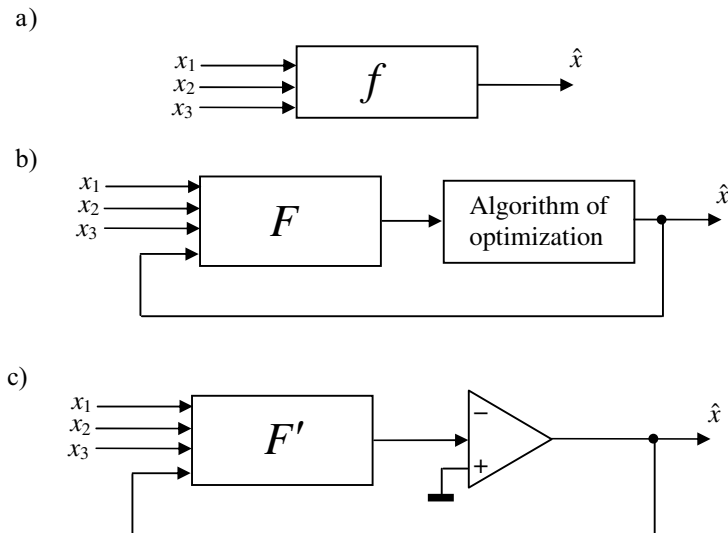 a)
x̂
x₁
x₂
x₃
f
b)
x̂
x₁
x₂
x₃
F
Algorithm of
optimization
c)
x̂
x₁
x₂
x₃
F′
−
+